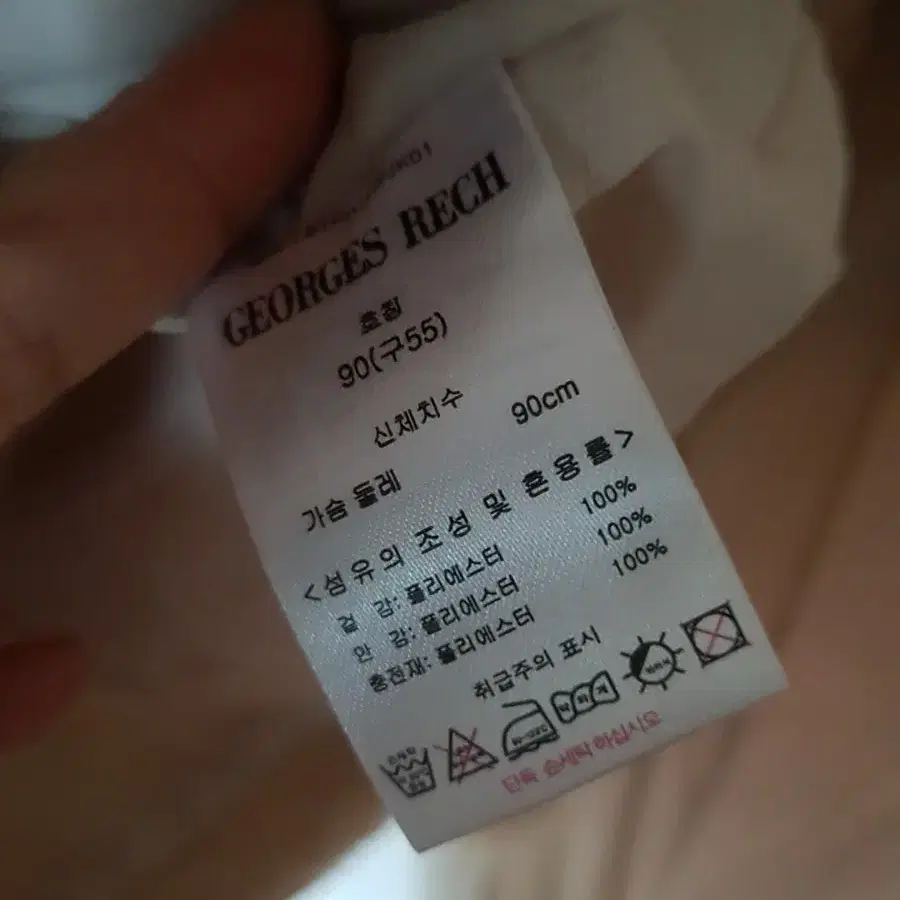 GEORGES RECH
호칭
90(구55)
신체치수
가슴둘레 90cm
<섬유의 조성 및 혼용률>
겉 감: 폴리에스터 100%
안 감: 폴리에스터 100%
충전재: 폴리에스터 100%
취급주의 표시
단독 손세탁 하십시오